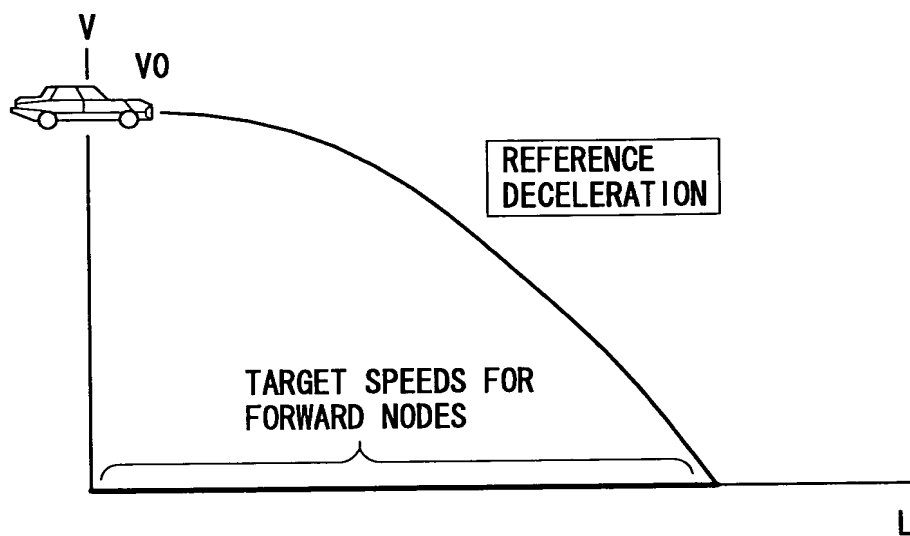 V
V0
REFERENCE
DECELERATION
TARGET SPEEDS FOR
FORWARD NODES
L